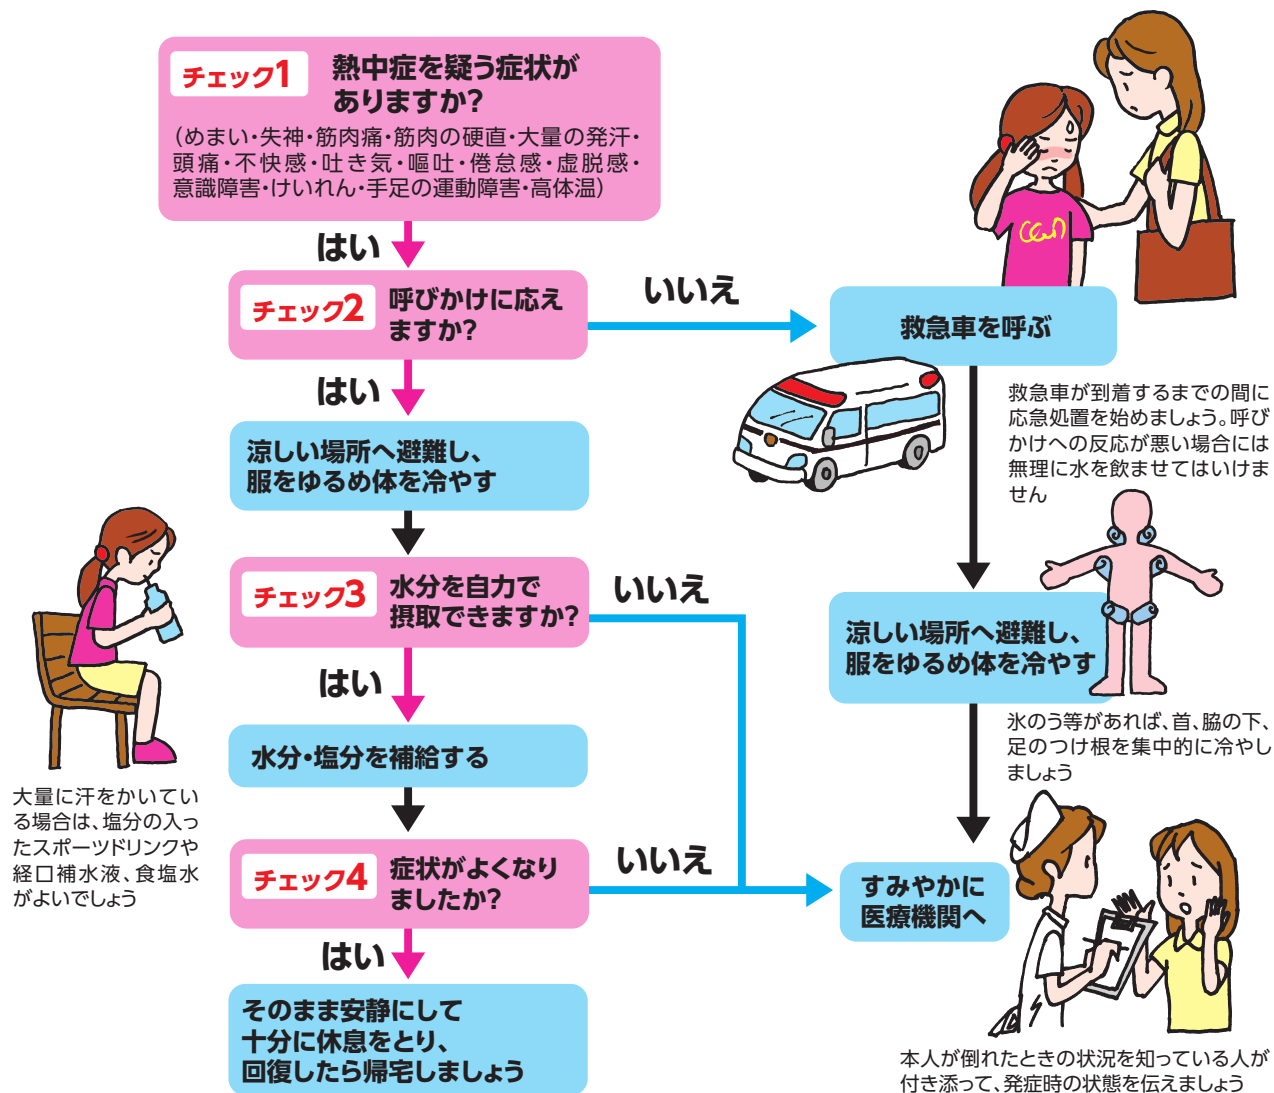 チェック1
熱中症を疑う症状が
ありますか?
(めまい・失神・筋肉痛・筋肉の硬直・大量の発汗・
頭痛・不快感・吐き気・嘔吐・倦怠感・虚脱感・
意識障害・けいれん・手足の運動障害・高体温)
はい
チェック2
呼びかけに応え
ますか?
いいえ
救急車を呼ぶ
救急車が到着するまでの間に
応急処置を始めましょう。呼び
かけへの反応が悪い場合には
無理に水を飲ませてはいけま
せん
はい
涼しい場所へ避難し、
服をゆるめ体を冷やす
チェック3
水分を自力で
摂取できますか?
いいえ
涼しい場所へ避難し、
服をゆるめ体を冷やす
氷のう等があれば、首、脇の下、
足のつけ根を集中的に冷やし
ましょう
はい
水分・塩分を補給する
大量に汗をかいてい
る場合は、塩分の入っ
たスポーツドリンクや
経口補水液、食塩水
がよいでしょう
チェック4
症状がよくなり
ましたか?
いいえ
すみやかに
医療機関へ
はい
そのまま安静にして
十分に休息をとり、
回復したら帰宅しましょう
本人が倒れたときの状況を知っている人が
付き添って、発症時の状態を伝えましょう